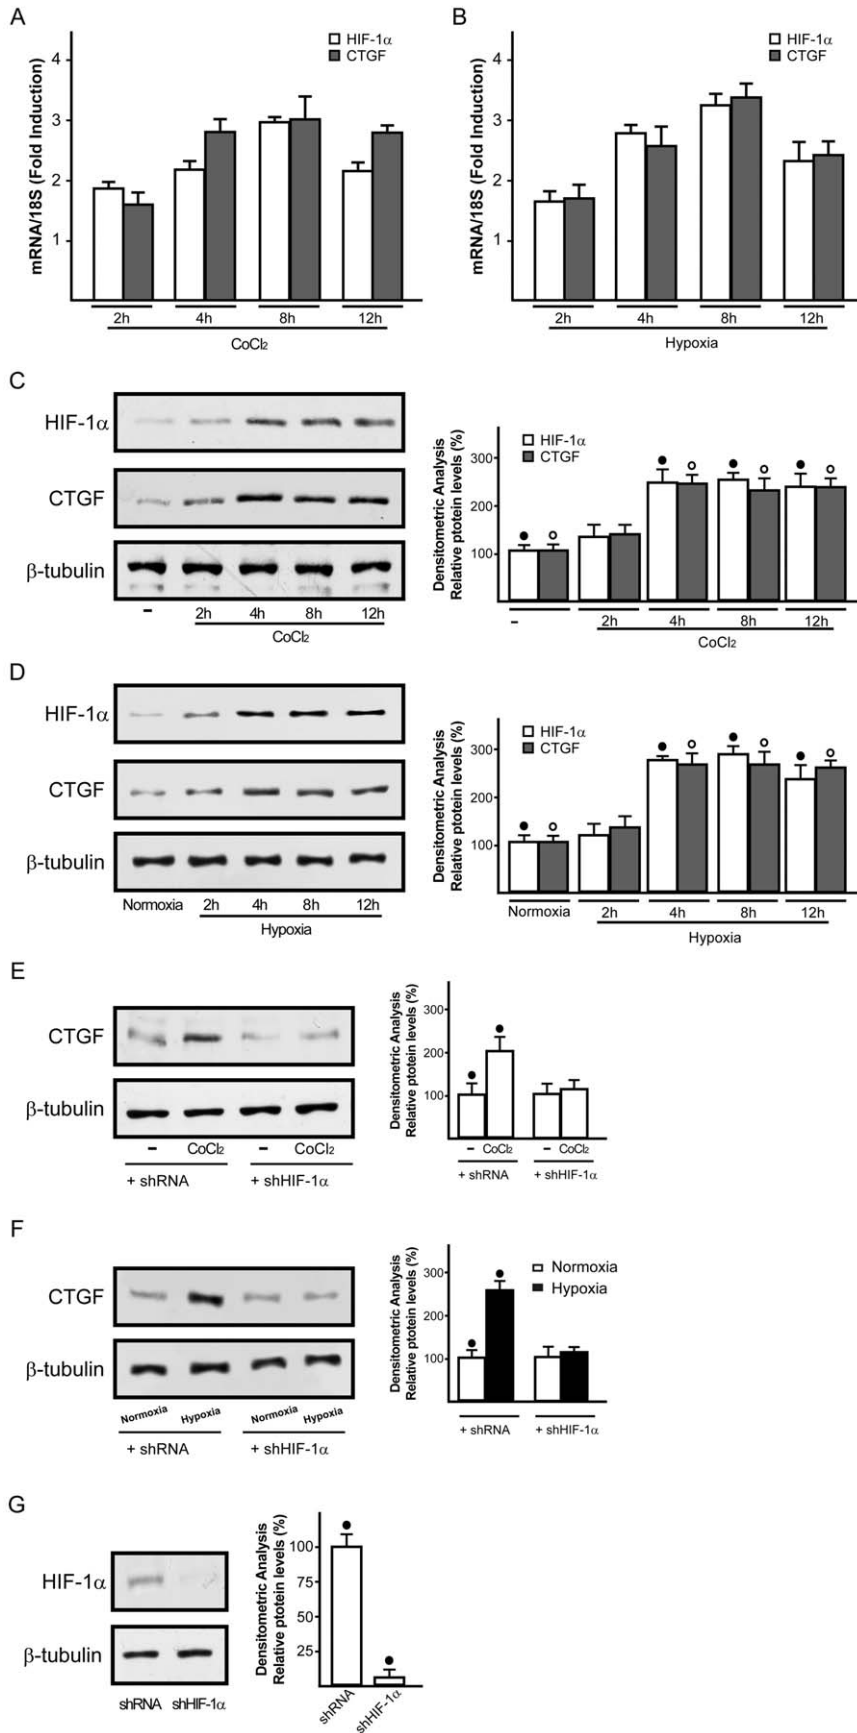 A
HIF-1α
CTGF
mRNA/18S (Fold Induction)
4
3
2
1
2h 4h 8h 12h
CoCl₂
B
HIF-1α
CTGF
mRNA/18S (Fold Induction)
4
3
2
1
2h 4h 8h 12h
Hypoxia
C
HIF-1α
CTGF
β-tubulin
– 2h 4h 8h 12h
CoCl₂
Densitometric Analysis
Relative ptotein levels (%)
HIF-1α
CTGF
300
200
100
– 2h 4h 8h 12h
CoCl₂
D
HIF-1α
CTGF
β-tubulin
Normoxia 2h 4h 8h 12h
Hypoxia
Densitometric Analysis
Relative ptotein levels (%)
HIF-1α
CTGF
300
200
100
Normoxia 2h 4h 8h 12h
Hypoxia
E
CTGF
β-tubulin
– CoCl₂ – CoCl₂
+ shRNA + shHIF-1α
Densitometric Analysis
Relative ptotein levels (%)
300
200
100
– CoCl₂ – CoCl₂
+ shRNA + shHIF-1α
F
CTGF
β-tubulin
Normoxia Hypoxia Normoxia Hypoxia
+ shRNA + shHIF-1α
Densitometric Analysis
Relative ptotein levels (%)
Normoxia
Hypoxia
300
200
100
+ shRNA + shHIF-1α
G
HIF-1α
β-tubulin
shRNA shHIF-1α
Densitometric Analysis
Relative ptotein levels (%)
100
75
50
25
shRNA shHIF-1α